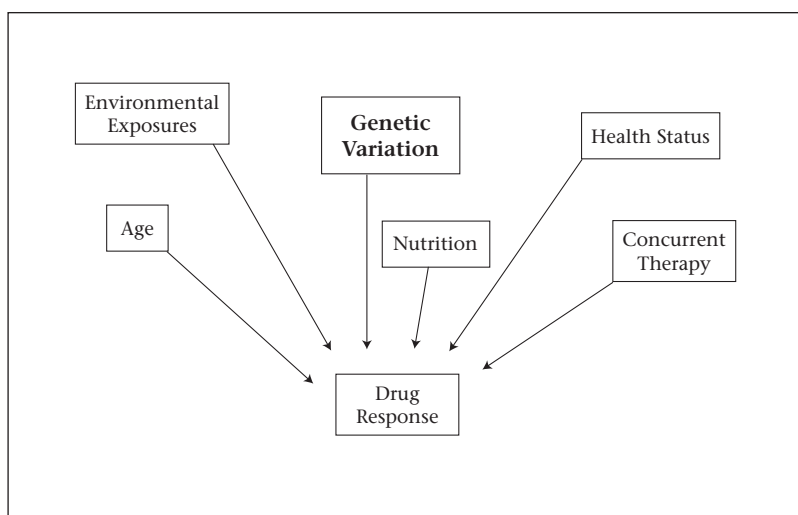 Environmental
Exposures
Genetic
Variation
Health Status
Age
Nutrition
Concurrent
Therapy
Drug
Response